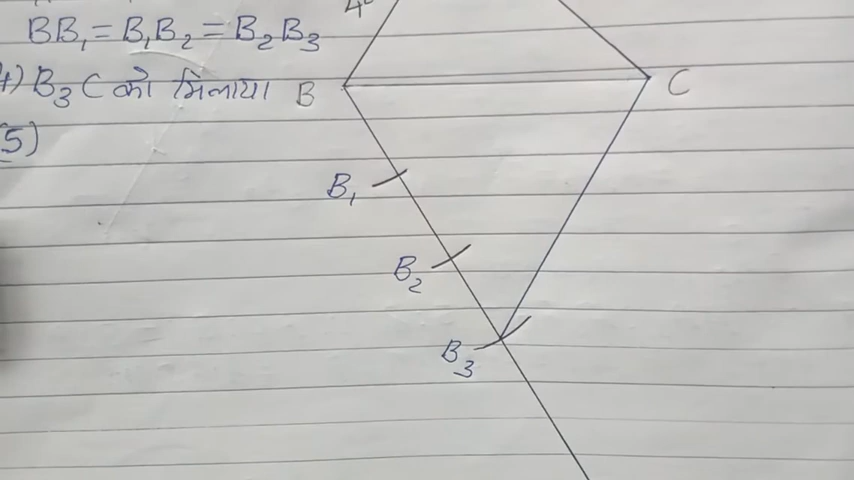 BB₁ = B₁B₂ = B₂B₃
4) B₃C को मिलाया।
5)
B
C
B₁
B₂
B₃